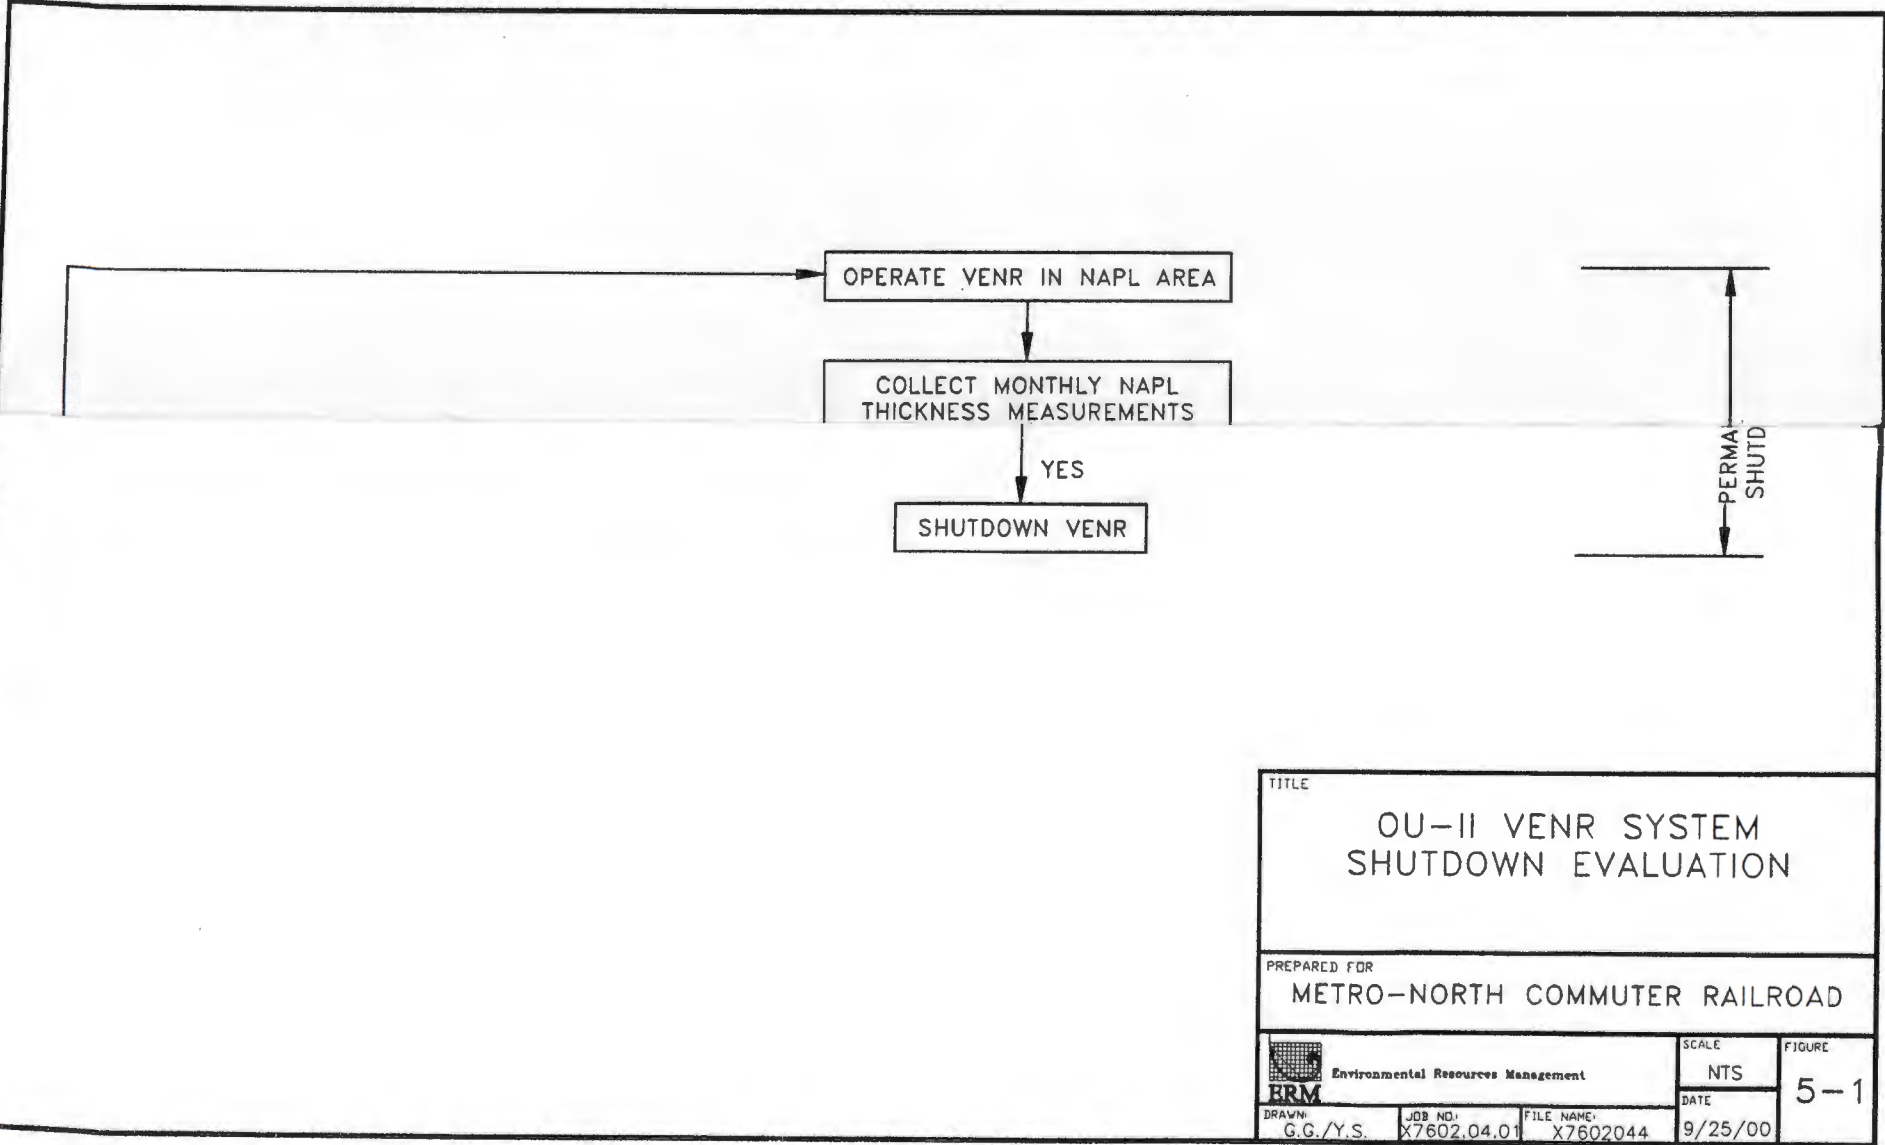 OPERATE VENR IN NAPL AREA
COLLECT MONTHLY NAPL
THICKNESS MEASUREMENTS
YES
SHUTDOWN VENR
PERMA
SHUTD
TITLE
OU-II VENR SYSTEM
SHUTDOWN EVALUATION
PREPARED FOR
METRO-NORTH COMMUTER RAILROAD
ERM
Environmental Resources Management
SCALE
NTS
FIGURE
5-1
DATE
9/25/00
DRAWN:
G.G./Y.S.
JOB NO.:
X7602.04.01
FILE NAME:
X7602044